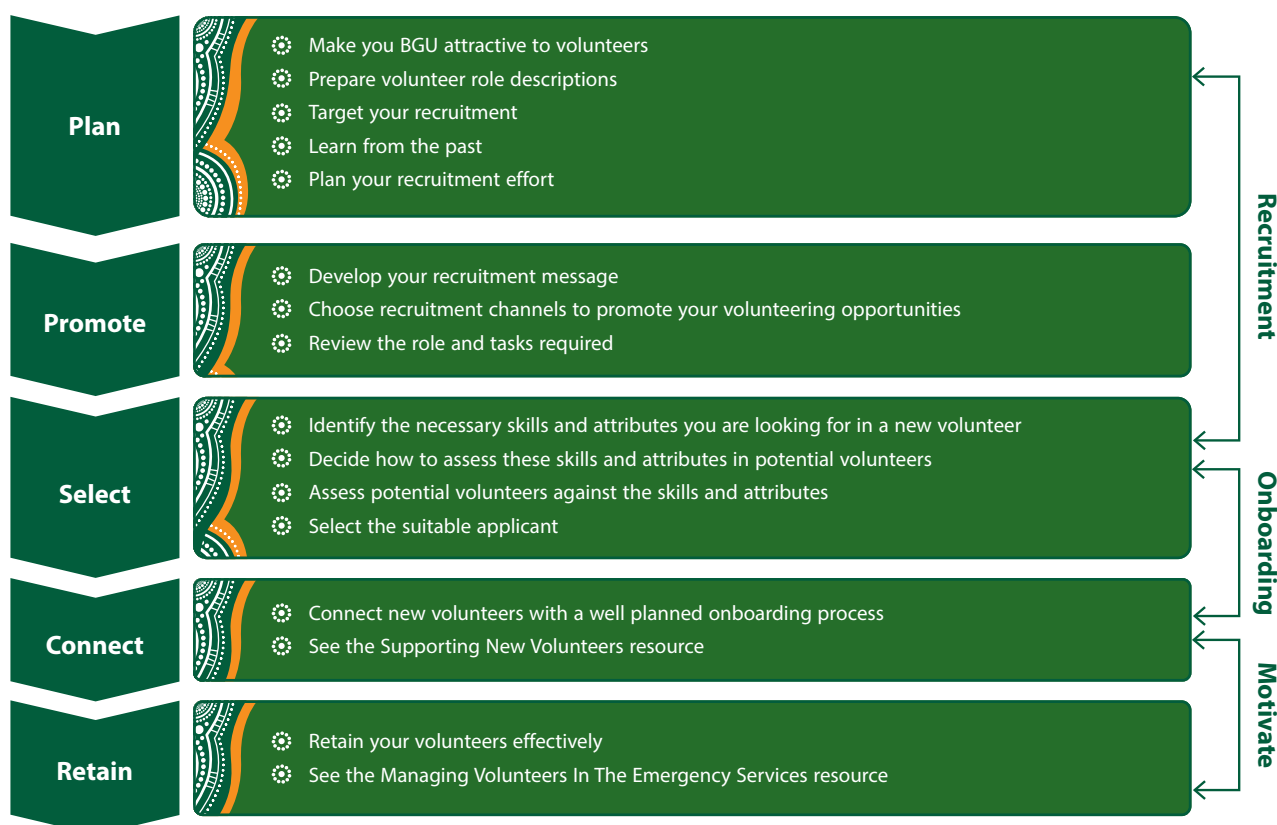 Plan
Make you BGU attractive to volunteers
Prepare volunteer role descriptions
Target your recruitment
Learn from the past
Plan your recruitment effort
Promote
Develop your recruitment message
Choose recruitment channels to promote your volunteering opportunities
Review the role and tasks required
Recruitment
Select
Identify the necessary skills and attributes you are looking for in a new volunteer
Decide how to assess these skills and attributes in potential volunteers
Assess potential volunteers against the skills and attributes
Select the suitable applicant
Onboarding
Connect
Connect new volunteers with a well planned onboarding process
See the Supporting New Volunteers resource
Retain
Retain your volunteers effectively
See the Managing Volunteers In The Emergency Services resource
Motivate